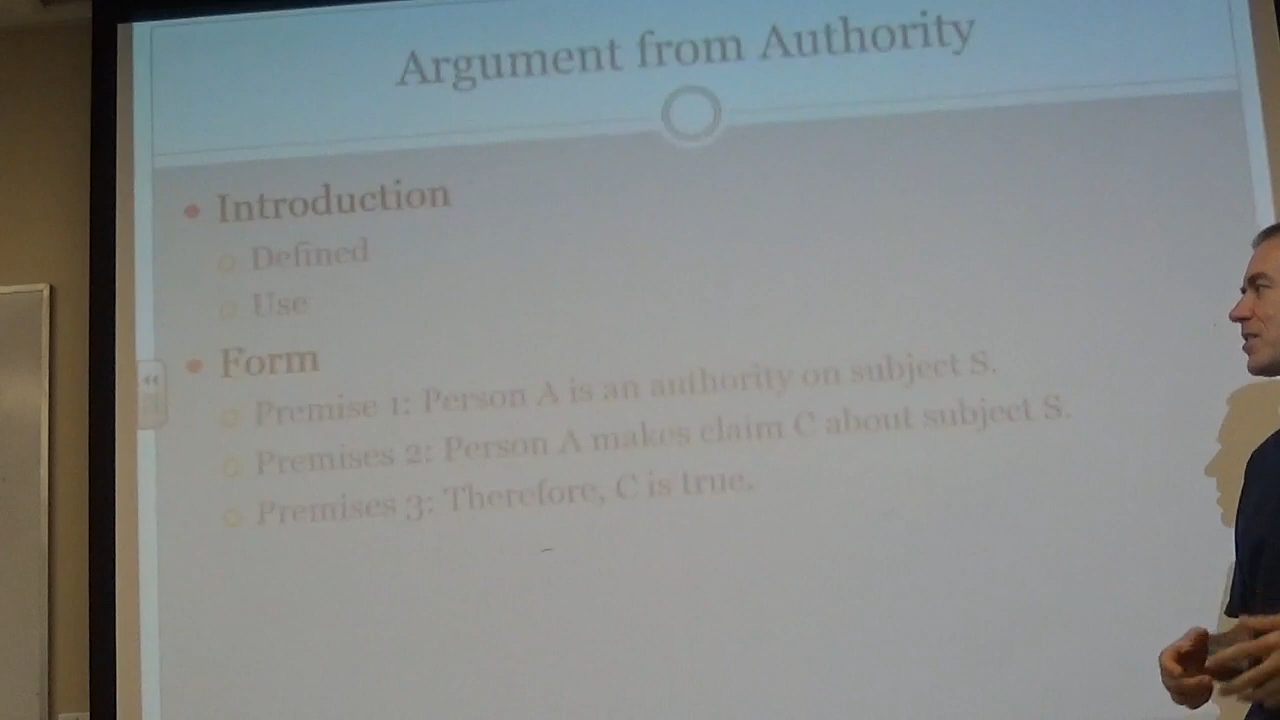 Argument from Authority
Introduction
Defined
Use
Form
Premise 1: Person A is an authority on subject S.
Premises 2: Person A makes claim C about subject S.
Premises 3: Therefore, C is true.